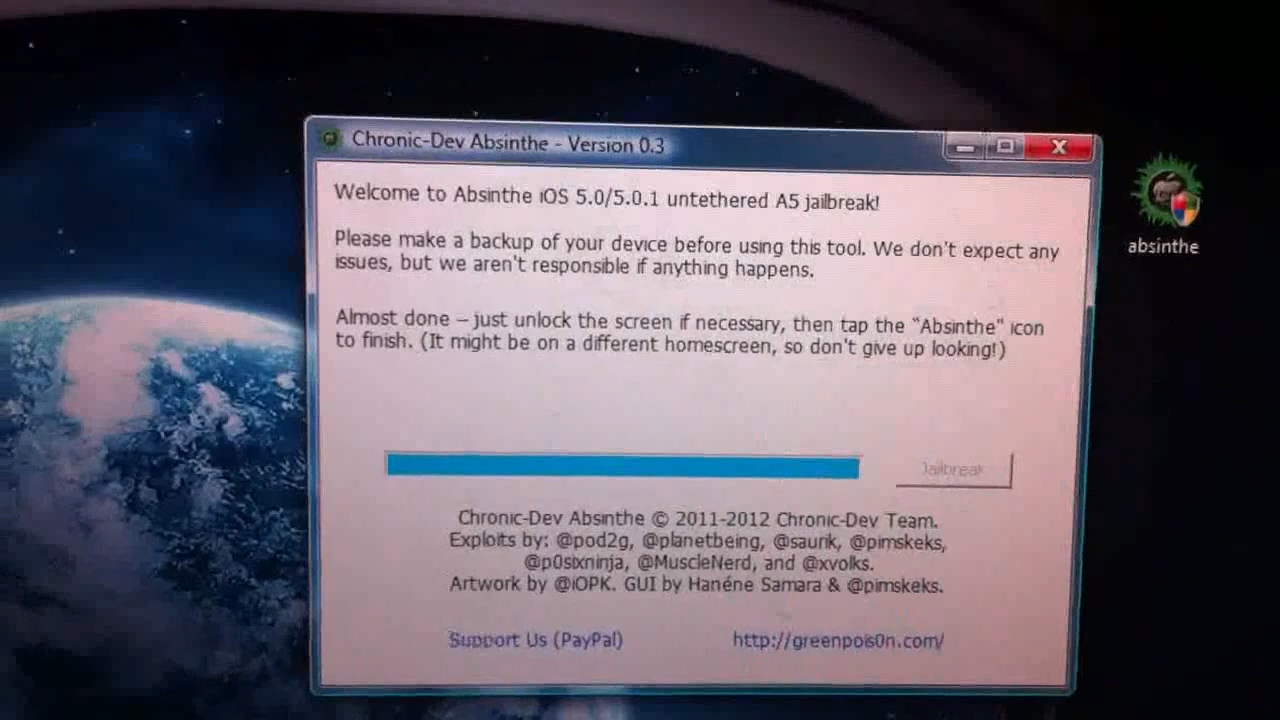 Chronic-Dev Absinthe - Version 0.3
Welcome to Absinthe iOS 5.0/5.0.1 untethered A5 jailbreak!
Please make a backup of your device before using this tool. We don't expect any
issues, but we aren't responsible if anything happens.
Almost done – just unlock the screen if necessary, then tap the “Absinthe” icon
to finish. (It might be on a different homescreen, so don't give up looking!)
Jailbreak
Chronic-Dev Absinthe © 2011-2012 Chronic-Dev Team.
Exploits by: @pod2g, @planetbeing, @saurik, @pimskeks,
@p0sixninja, @MuscleNerd, and @xvolks.
Artwork by @iOPK. GUI by Hanéne Samara & @pimskeks.
Support Us (PayPal)
http://greenpois0n.com/
absinthe